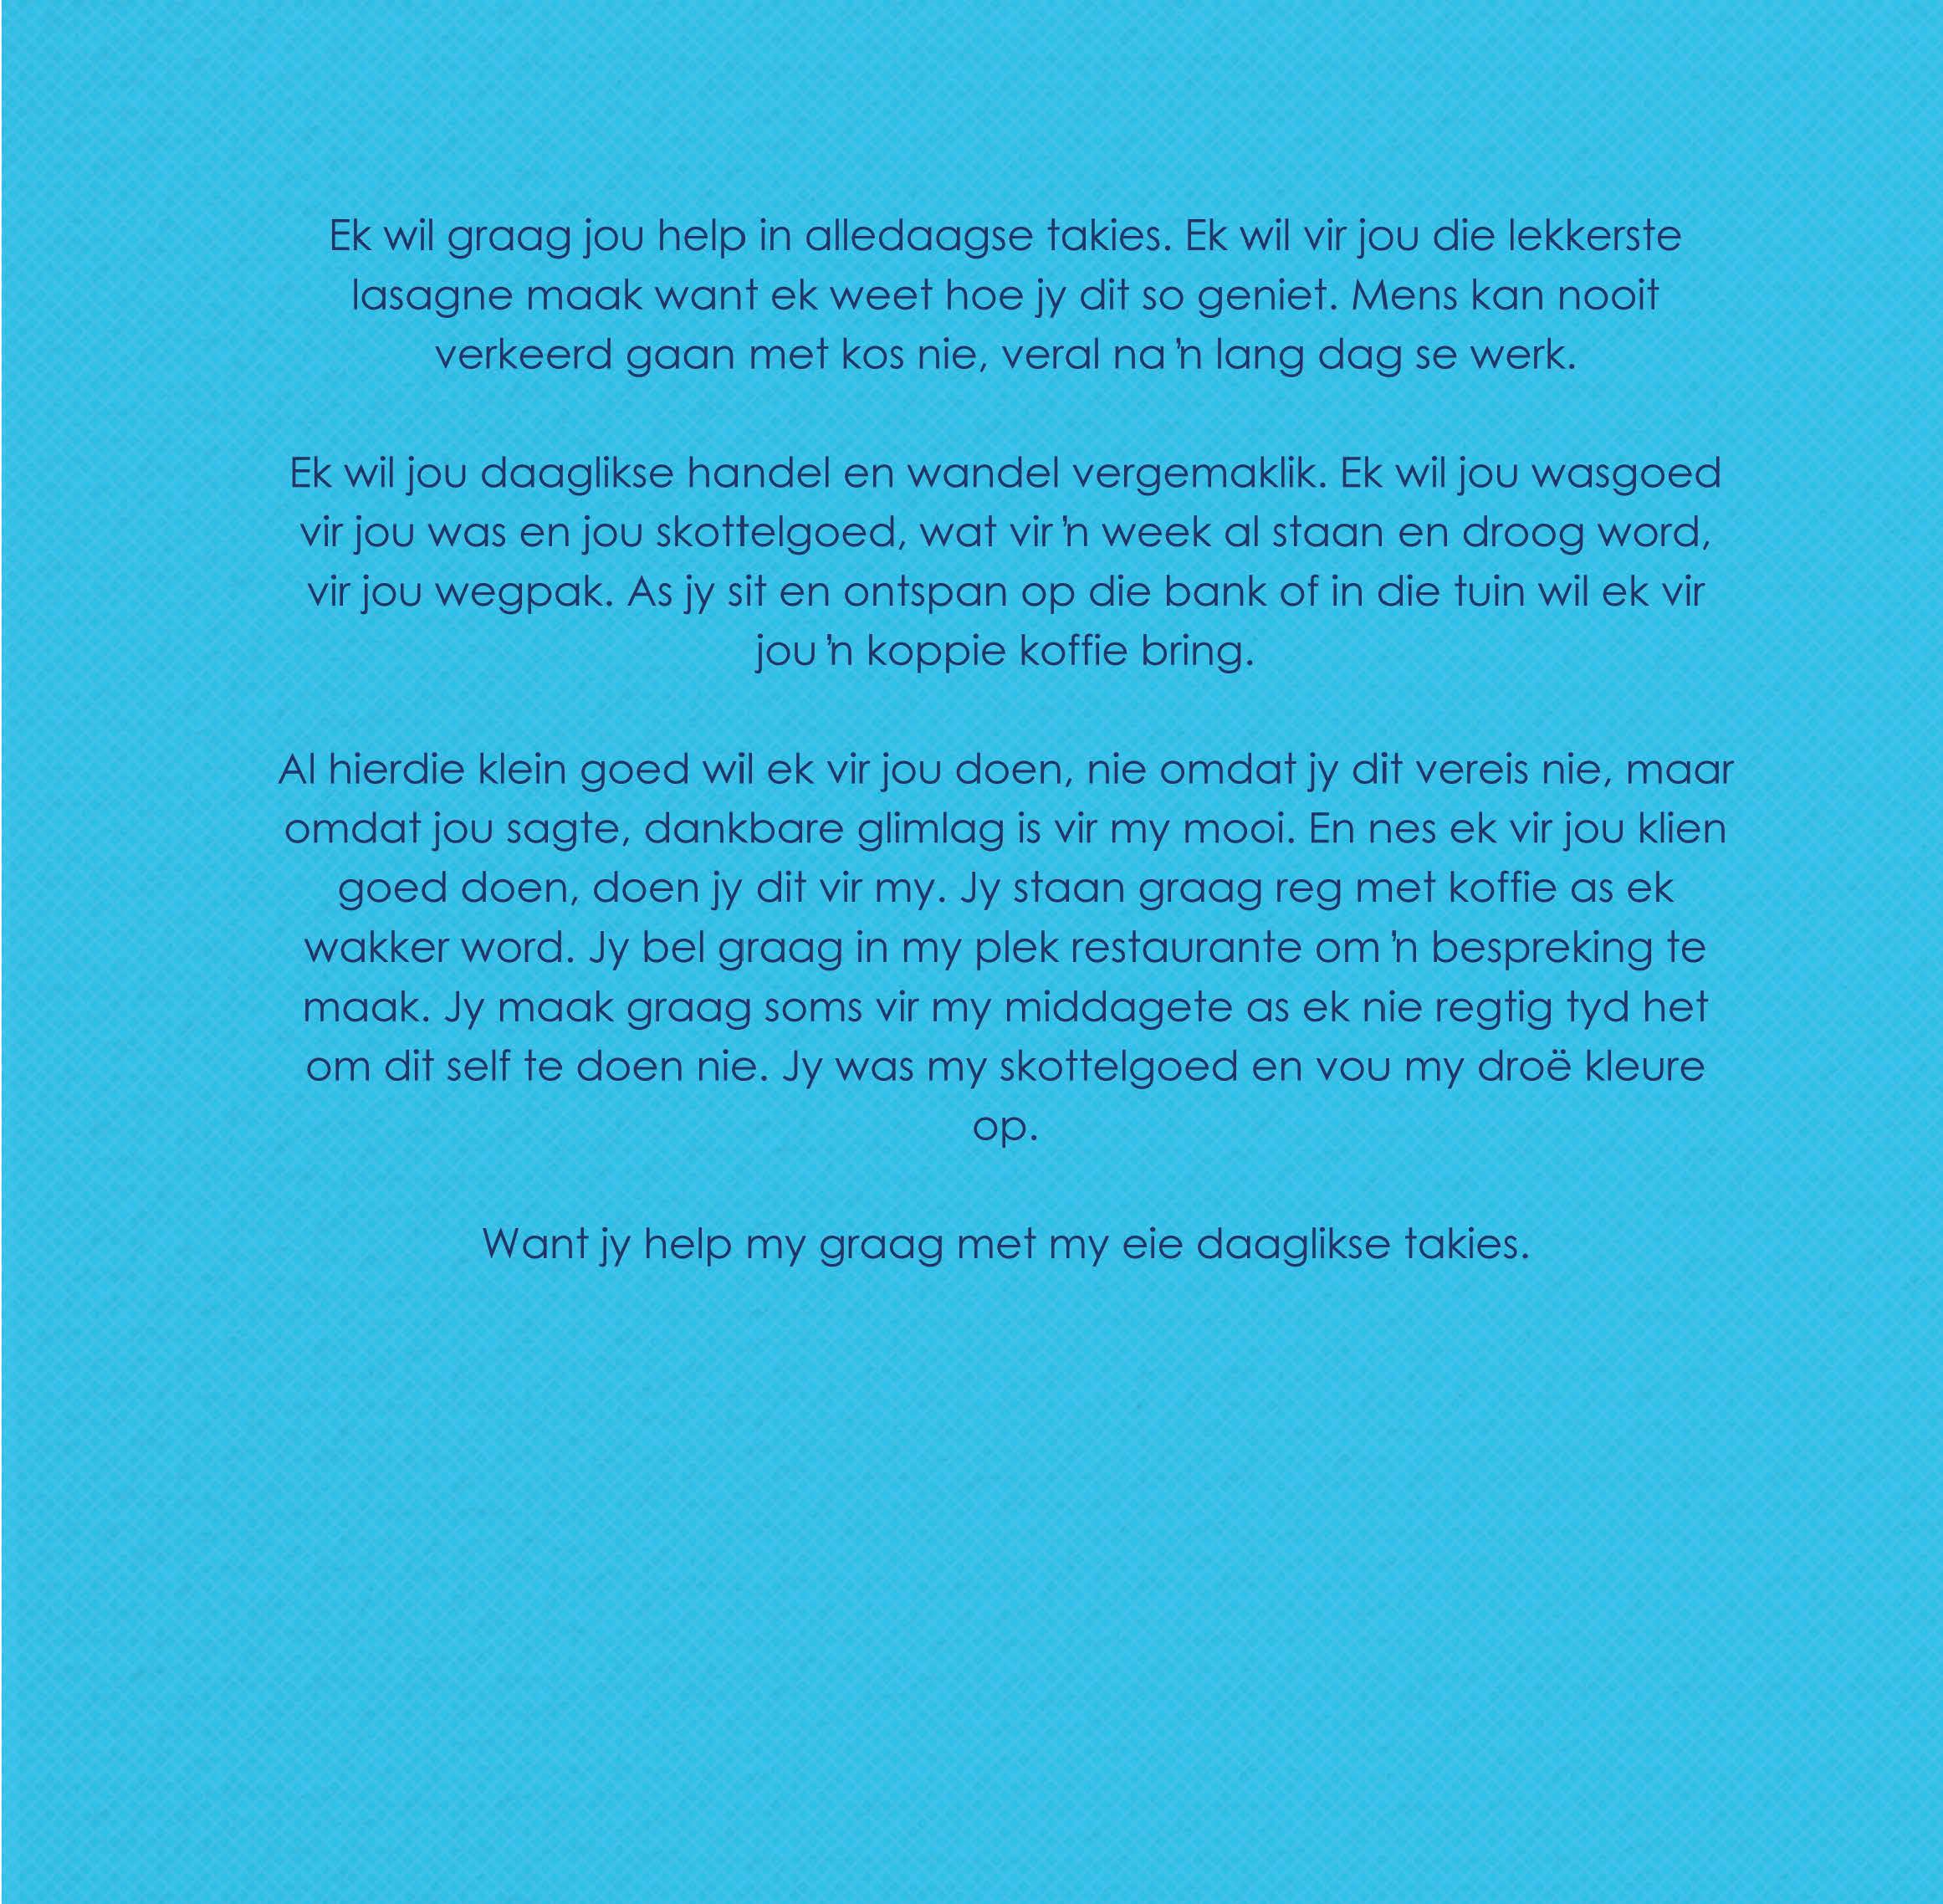 Ek wil graag jou help in alledaagse takies. Ek wil vir jou die lekkerste
lasagne maak want ek weet hoe jy dit so geniet. Mens kan nooit
verkeerd gaan met kos nie, veral na 'n lang dag se werk.
Ek wil jou daaglikse handel en wandel vergemaklik. Ek wil jou wasgoed
vir jou was en jou skottelgoed, wat vir 'n week al staan en droog word,
vir jou wegpak. As jy sit en ontspan op die bank of in die tuin wil ek vir
jou 'n koppie koffie bring.
Al hierdie klein goed wil ek vir jou doen, nie omdat jy dit vereis nie, maar
omdat jou sagte, dankbare glimlag is vir my mooi. En nes ek vir jou klien
goed doen, doen jy dit vir my. Jy staan graag reg met koffie as ek
wakker word. Jy bel graag in my plek restaurante om 'n bespreking te
maak. Jy maak graag soms vir my middagete as ek nie regtig tyd het
om dit self te doen nie. Jy was my skottelgoed en vou my droë kleure
op.
Want jy help my graag met my eie daaglikse takies.